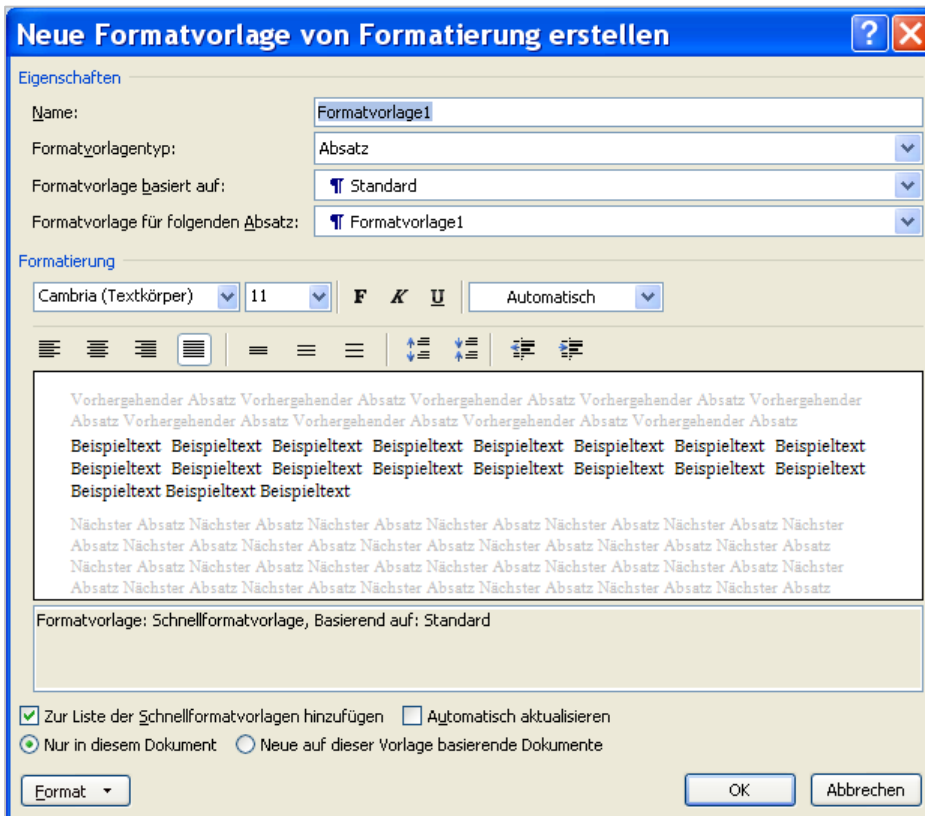 Neue Formatvorlage von Formatierung erstellen
Eigenschaften
Name: Formatvorlage1
Formatvorlagentyp: Absatz
Formatvorlage basiert auf: ¶ Standard
Formatvorlage für folgenden Absatz: ¶ Formatvorlage1
Formatierung
Cambria (Textkörper) 11 F K U Automatisch
Vorhergehender Absatz Vorhergehender Absatz Vorhergehender Absatz Vorhergehender Absatz Vorhergehender
Absatz Vorhergehender Absatz Vorhergehender Absatz Vorhergehender Absatz Vorhergehender Absatz
Beispieltext Beispieltext Beispieltext Beispieltext Beispieltext Beispieltext Beispieltext Beispieltext
Beispieltext Beispieltext Beispieltext Beispieltext Beispieltext Beispieltext Beispieltext Beispieltext
Beispieltext Beispieltext Beispieltext
Nächster Absatz Nächster Absatz Nächster Absatz Nächster Absatz Nächster Absatz Nächster Absatz Nächster
Absatz Nächster Absatz Nächster Absatz Nächster Absatz Nächster Absatz Nächster Absatz Nächster Absatz
Nächster Absatz Nächster Absatz Nächster Absatz Nächster Absatz Nächster Absatz Nächster Absatz Nächster
Absatz Nächster Absatz Nächster Absatz Nächster Absatz Nächster Absatz Nächster Absatz Nächster Absatz
Formatvorlage: Schnellformatvorlage, Basierend auf: Standard
Zur Liste der Schnellformatvorlagen hinzufügen Automatisch aktualisieren
Nur in diesem Dokument Neue auf dieser Vorlage basierende Dokumente
Format OK Abbrechen